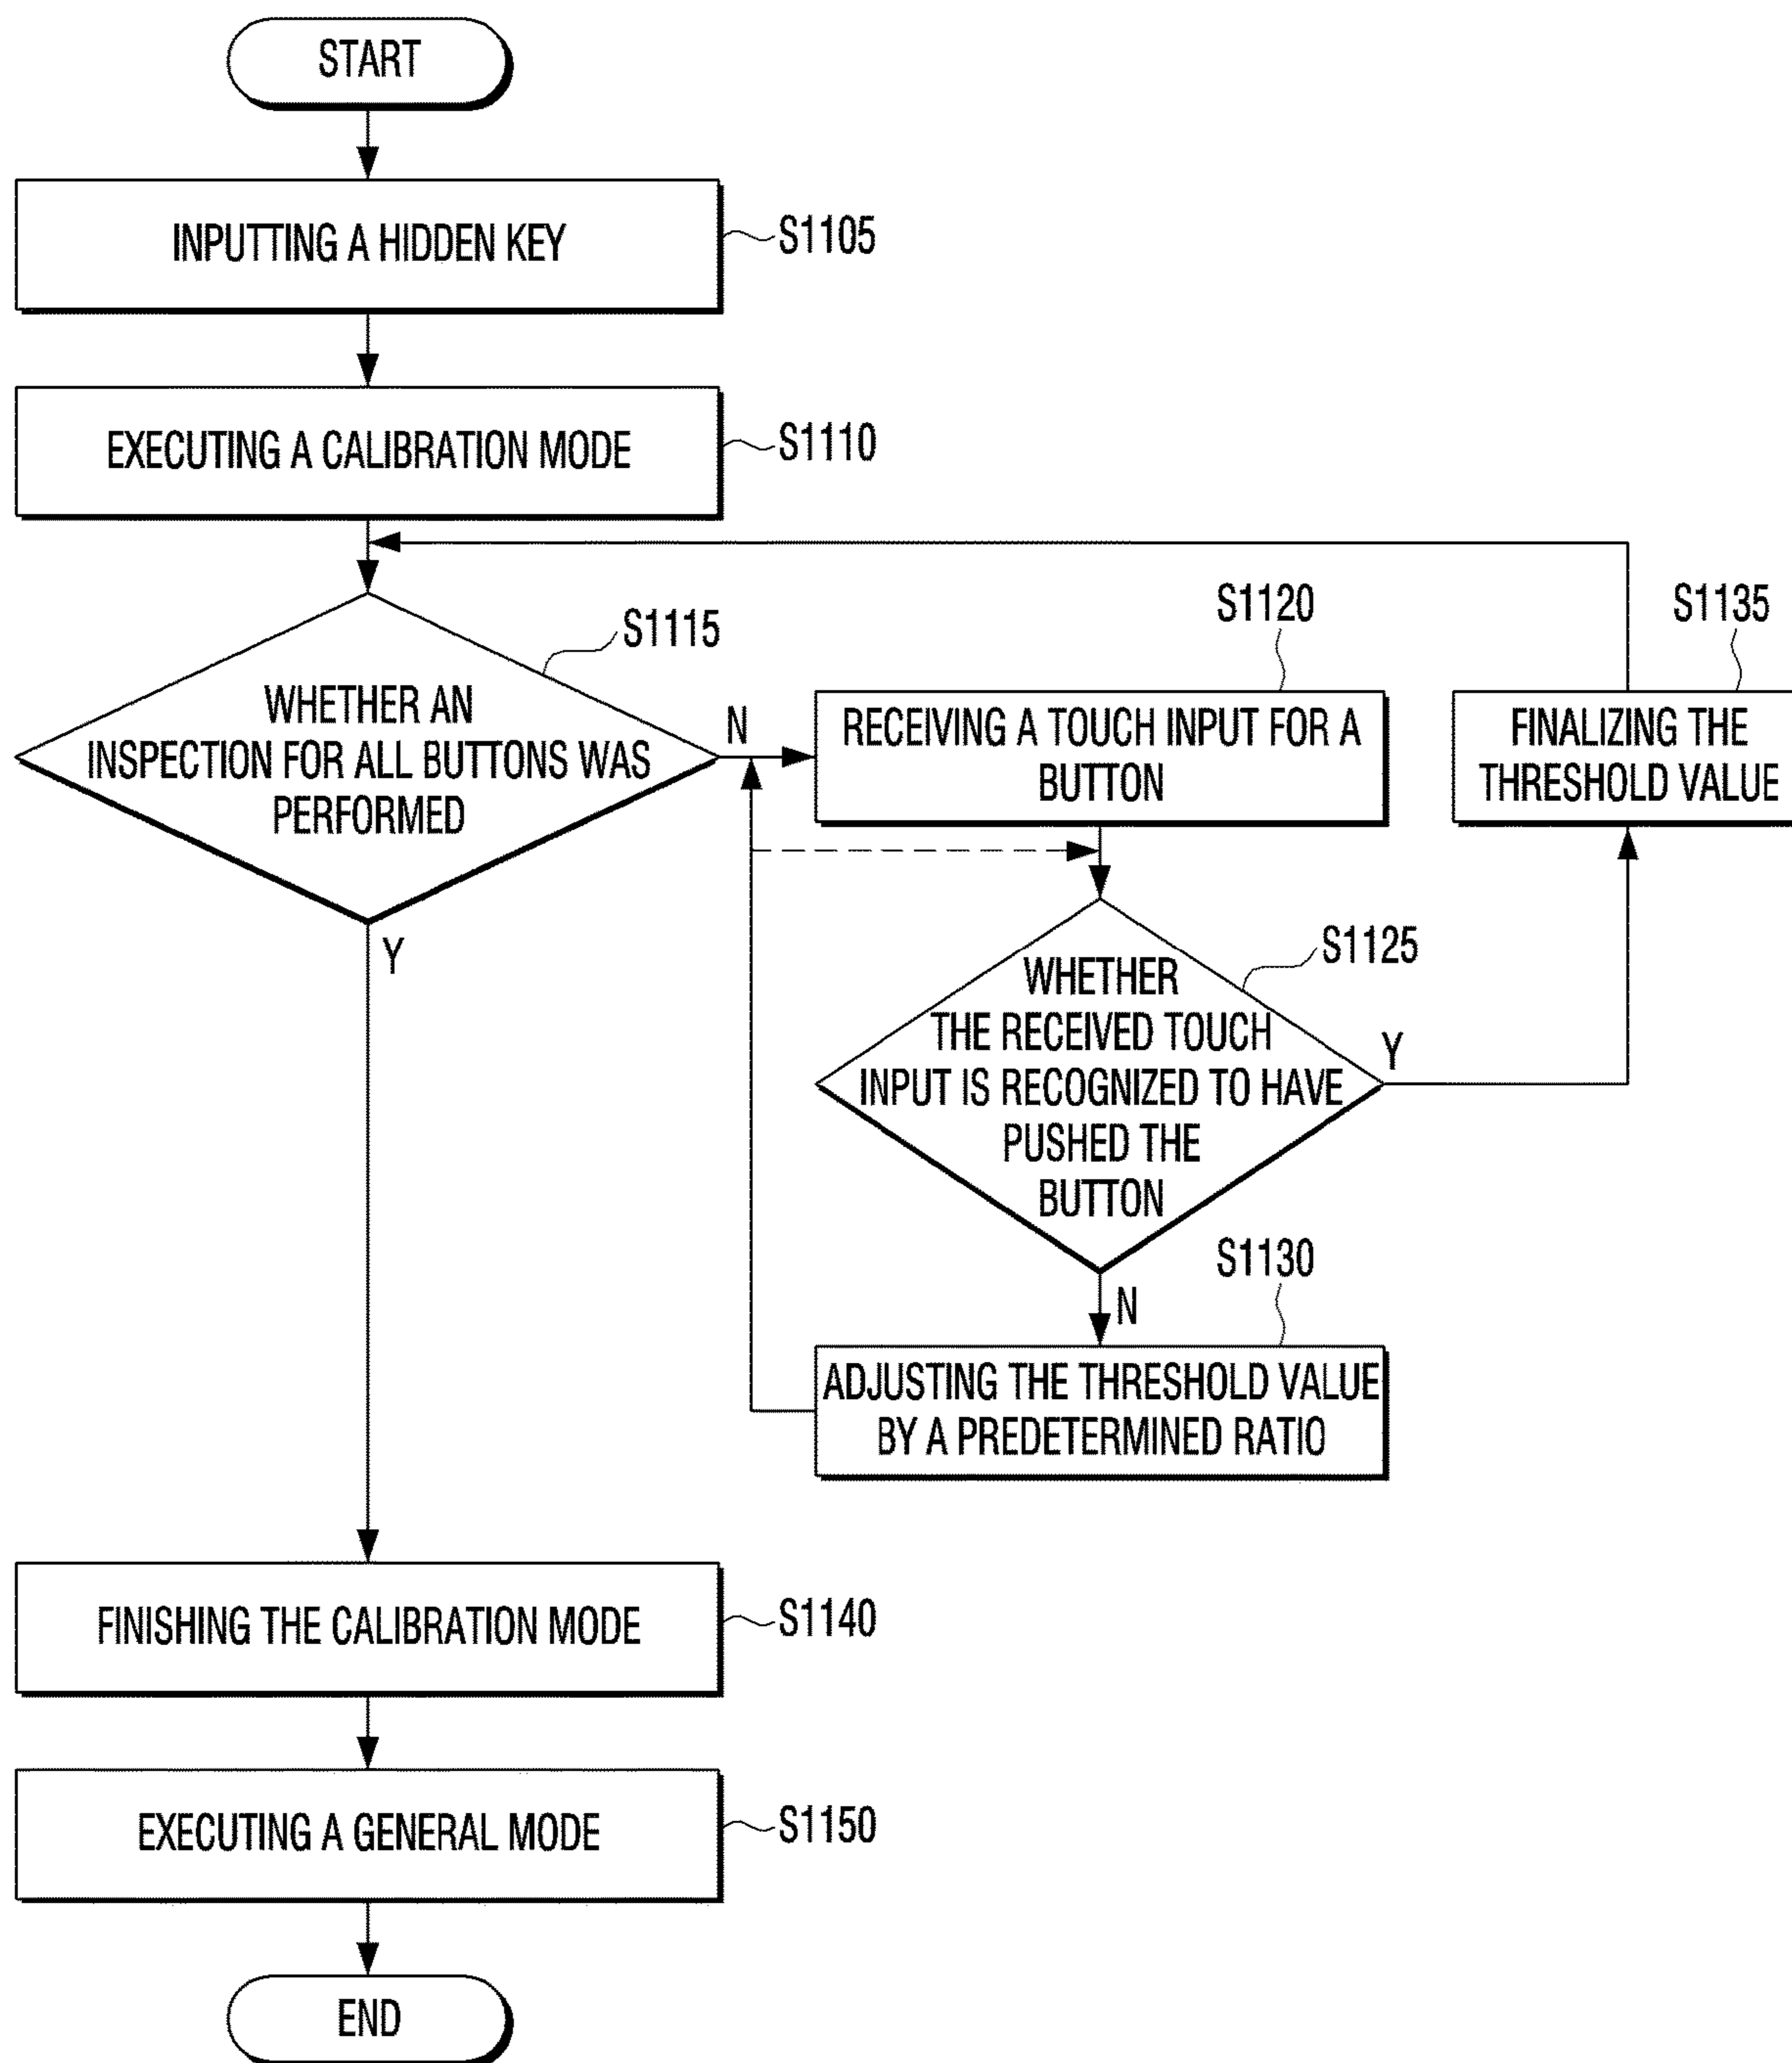 START
INPUTTING A HIDDEN KEY
S1105
EXECUTING A CALIBRATION MODE
S1110
S1115
WHETHER AN
INSPECTION FOR ALL BUTTONS WAS
PERFORMED
N
Y
S1120
RECEIVING A TOUCH INPUT FOR A
BUTTON
S1135
FINALIZING THE
THRESHOLD VALUE
S1125
WHETHER
THE RECEIVED TOUCH
INPUT IS RECOGNIZED TO HAVE
PUSHED THE
BUTTON
Y
N
S1130
ADJUSTING THE THRESHOLD VALUE
BY A PREDETERMINED RATIO
FINISHING THE CALIBRATION MODE
S1140
EXECUTING A GENERAL MODE
S1150
END